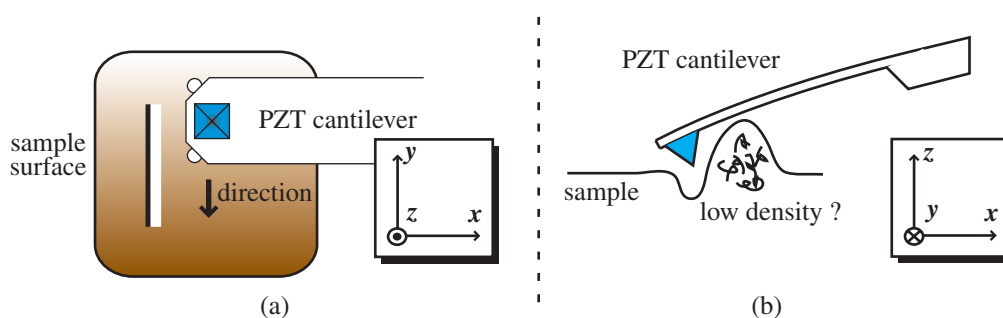 sample
surface
PZT cantilever
direction
y
z
x
(a)
PZT cantilever
sample
low density ?
z
y
x
(b)